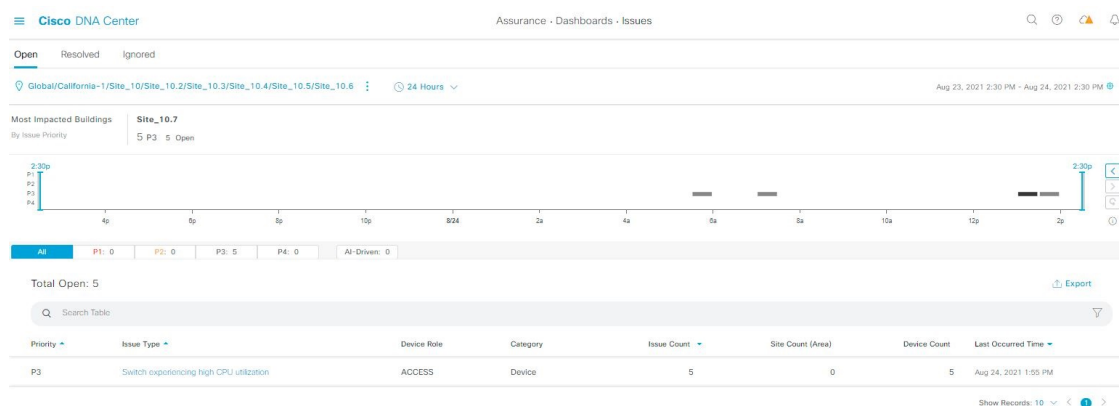 Cisco DNA Center
Assurance · Dashboards · Issues
Open Resolved Ignored
Global/California-1/Site_10/Site_10.2/Site_10.3/Site_10.4/Site_10.5/Site_10.6 24 Hours Aug 23, 2021 2:30 PM - Aug 24, 2021 2:30 PM
Most Impacted Buildings Site_10.7
By Issue Priority 5 P3 5 Open
2:30p 2:30p
P1
P2
P3
P4
4p 6p 8p 10p 8/24 2a 4a 6a 8a 10a 12p 2p
All P1: 0 P2: 0 P3: 5 P4: 0 AI-Driven: 0
Total Open: 5 Export
Search Table
Priority Issue Type Device Role Category Issue Count Site Count (Area) Device Count Last Occurred Time
P3 Switch experiencing high CPU utilization ACCESS Device 5 0 5 Aug 24, 2021 1:55 PM
Show Records: 10 1